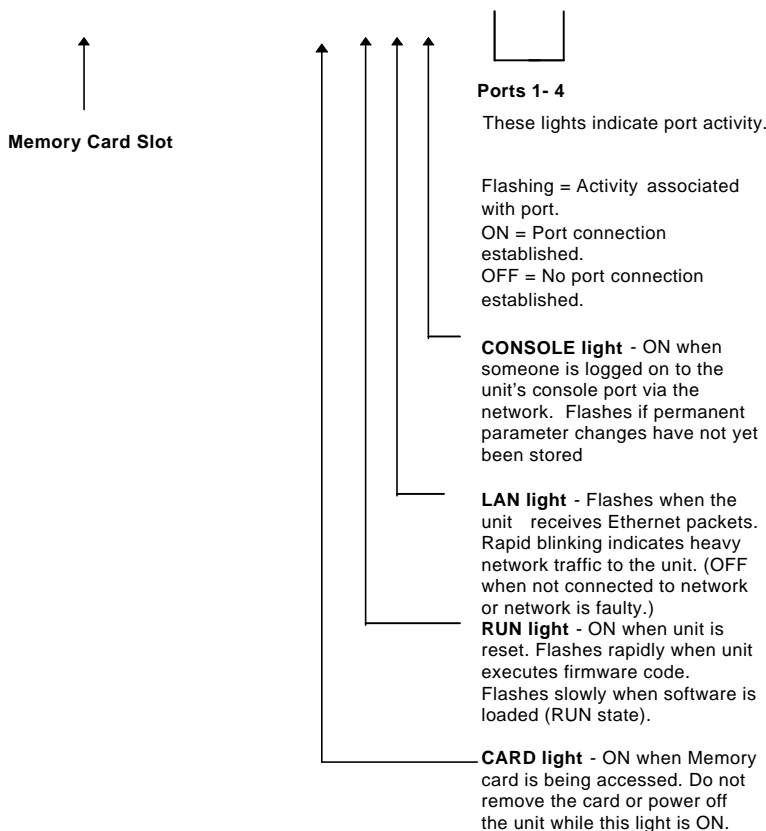 Memory Card Slot
Ports 1- 4
These lights indicate port activity.
Flashing = Activity associated
with port.
ON = Port connection
established.
OFF = No port connection
established.
CONSOLE light - ON when
someone is logged on to the
unit's console port via the
network. Flashes if permanent
parameter changes have not yet
been stored
LAN light - Flashes when the
unit receives Ethernet packets.
Rapid blinking indicates heavy
network traffic to the unit. (OFF
when not connected to network
or network is faulty.)
RUN light - ON when unit is
reset. Flashes rapidly when unit
executes firmware code.
Flashes slowly when software is
loaded (RUN state).
CARD light - ON when Memory
card is being accessed. Do not
remove the card or power off
the unit while this light is ON.